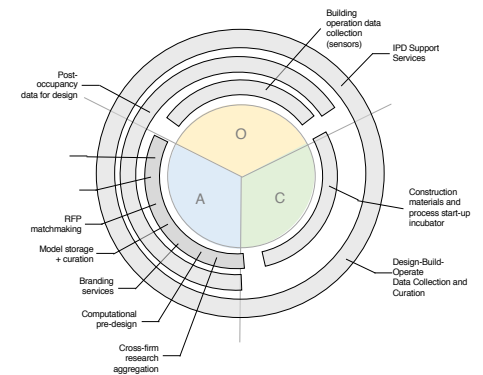 Building
operation data
collection
(sensors)
IPD Support
Services
Post-
occupancy
data for design
O
A
C
RFP
matchmaking
Model storage
+ curation
Branding
services
Computational
pre-design
Cross-firm
research
aggregation
Construction
materials and
process start-up
incubator
Design-Build-
Operate
Data Collection and
Curation